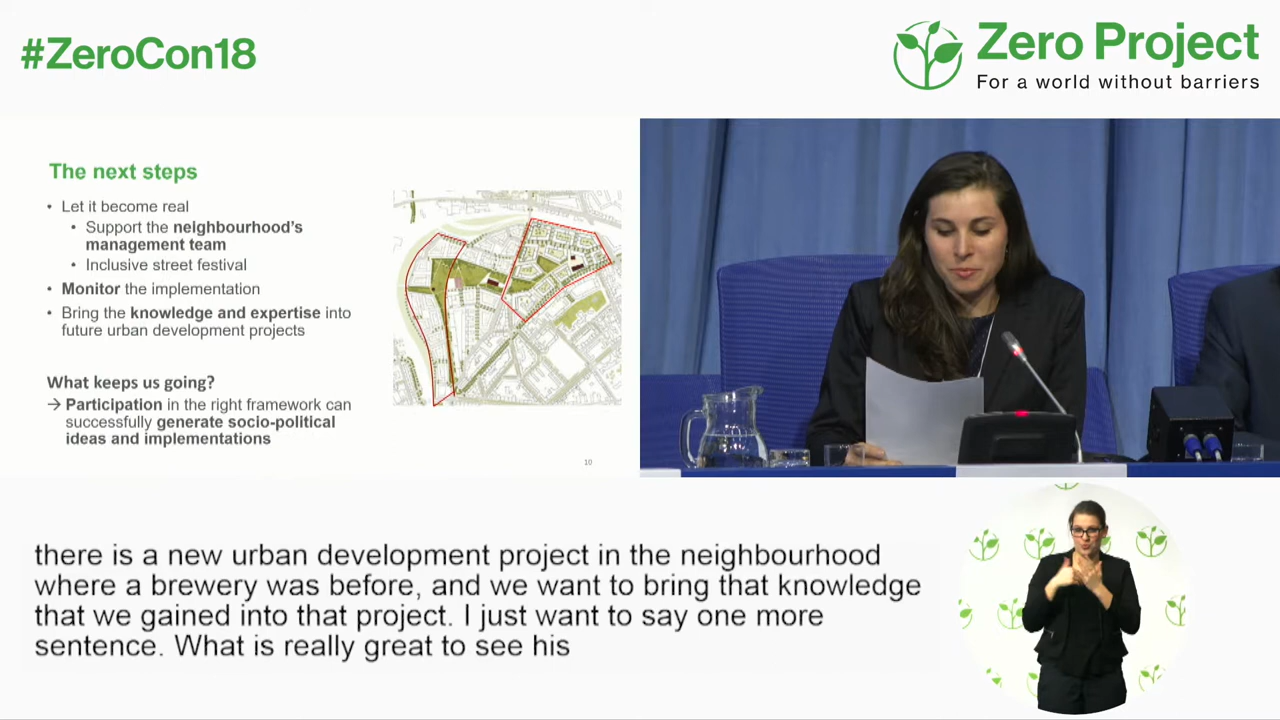 #ZeroCon18
Zero Project
For a world without barriers
The next steps
• Let it become real
• Support the neighbourhood's
management team
• Inclusive street festival
• Monitor the implementation
• Bring the knowledge and expertise into
future urban development projects
What keeps us going?
→ Participation in the right framework can
successfully generate socio-political
ideas and implementations
10
there is a new urban development project in the neighbourhood
where a brewery was before, and we want to bring that knowledge
that we gained into that project. I just want to say one more
sentence. What is really great to see his